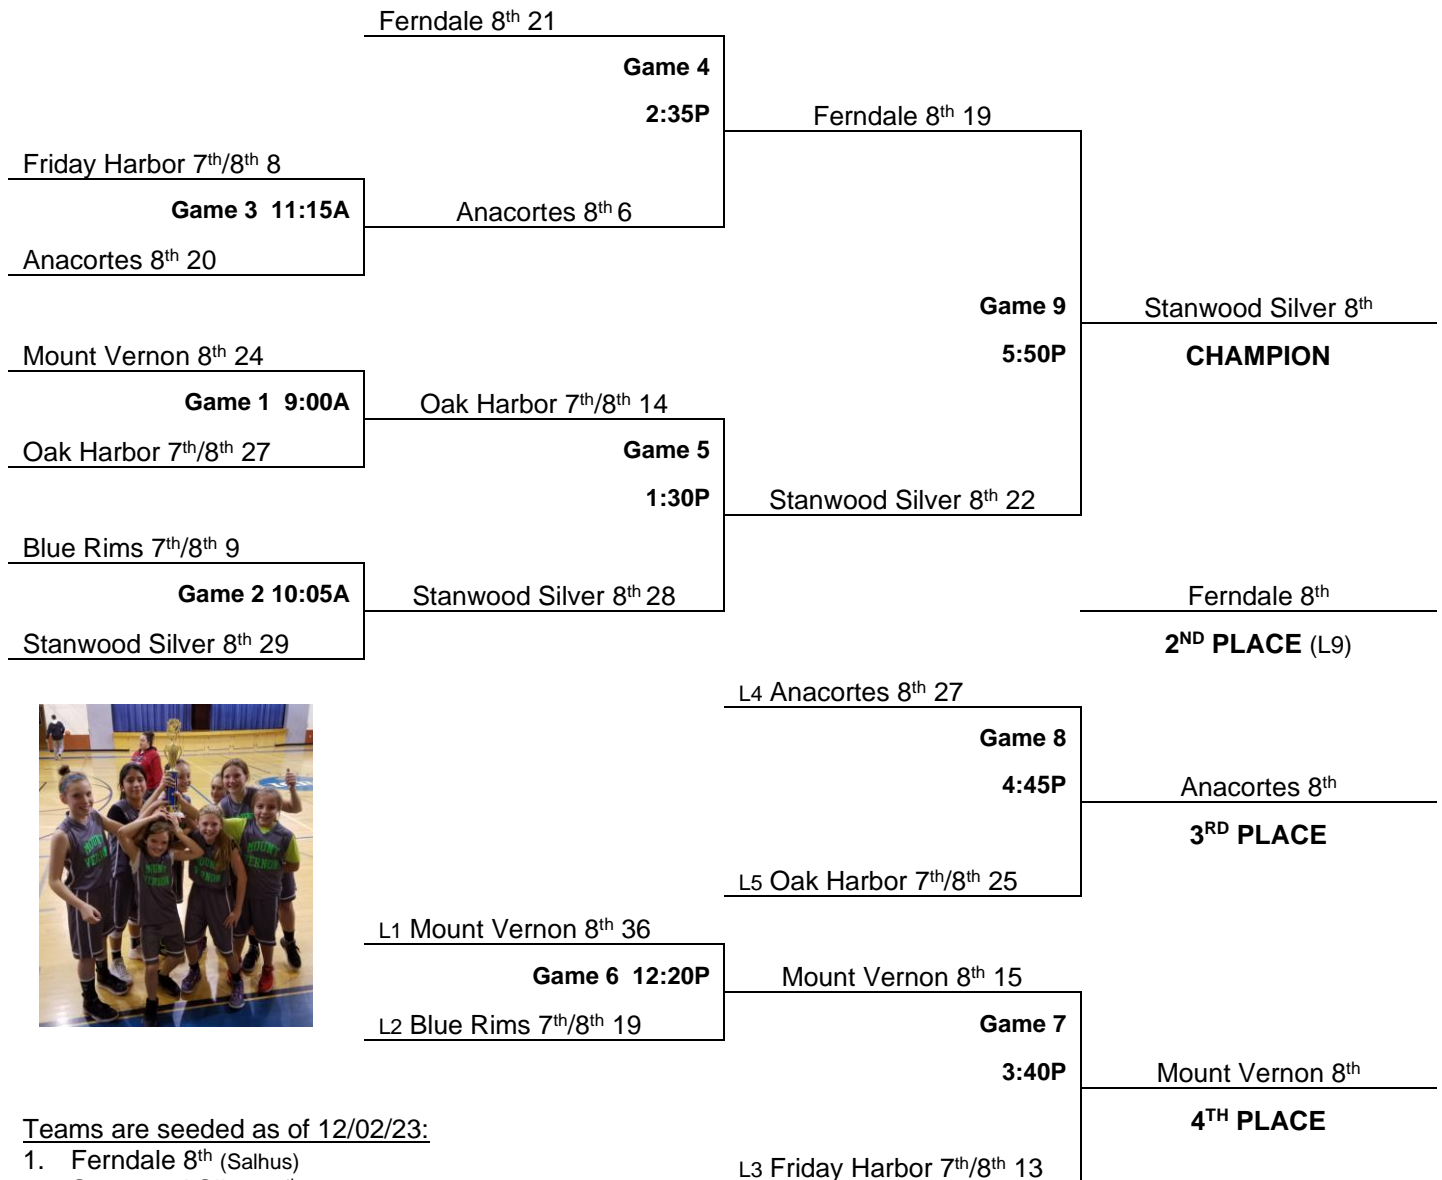 Ferndale 8th 21
Game 4
2:35P
Ferndale 8th 19
Friday Harbor 7th/8th 8
Game 3 11:15A
Anacortes 8th 6
Anacortes 8th 20
Game 9
5:50P
Stanwood Silver 8th
CHAMPION
Mount Vernon 8th 24
Game 1 9:00A
Oak Harbor 7th/8th 14
Oak Harbor 7th/8th 27
Game 5
1:30P
Stanwood Silver 8th 22
Blue Rims 7th/8th 9
Game 2 10:05A
Stanwood Silver 8th 28
Stanwood Silver 8th 29
Ferndale 8th
2ND PLACE (L9)
L4 Anacortes 8th 27
Game 8
4:45P
Anacortes 8th
3RD PLACE
L5 Oak Harbor 7th/8th 25
MOUNT
VERNON
L1 Mount Vernon 8th 36
Game 6 12:20P
Mount Vernon 8th 15
L2 Blue Rims 7th/8th 19
Game 7
3:40P
Mount Vernon 8th
4TH PLACE
L3 Friday Harbor 7th/8th 13
Teams are seeded as of 12/02/23:
1. Ferndale 8th (Salhus)